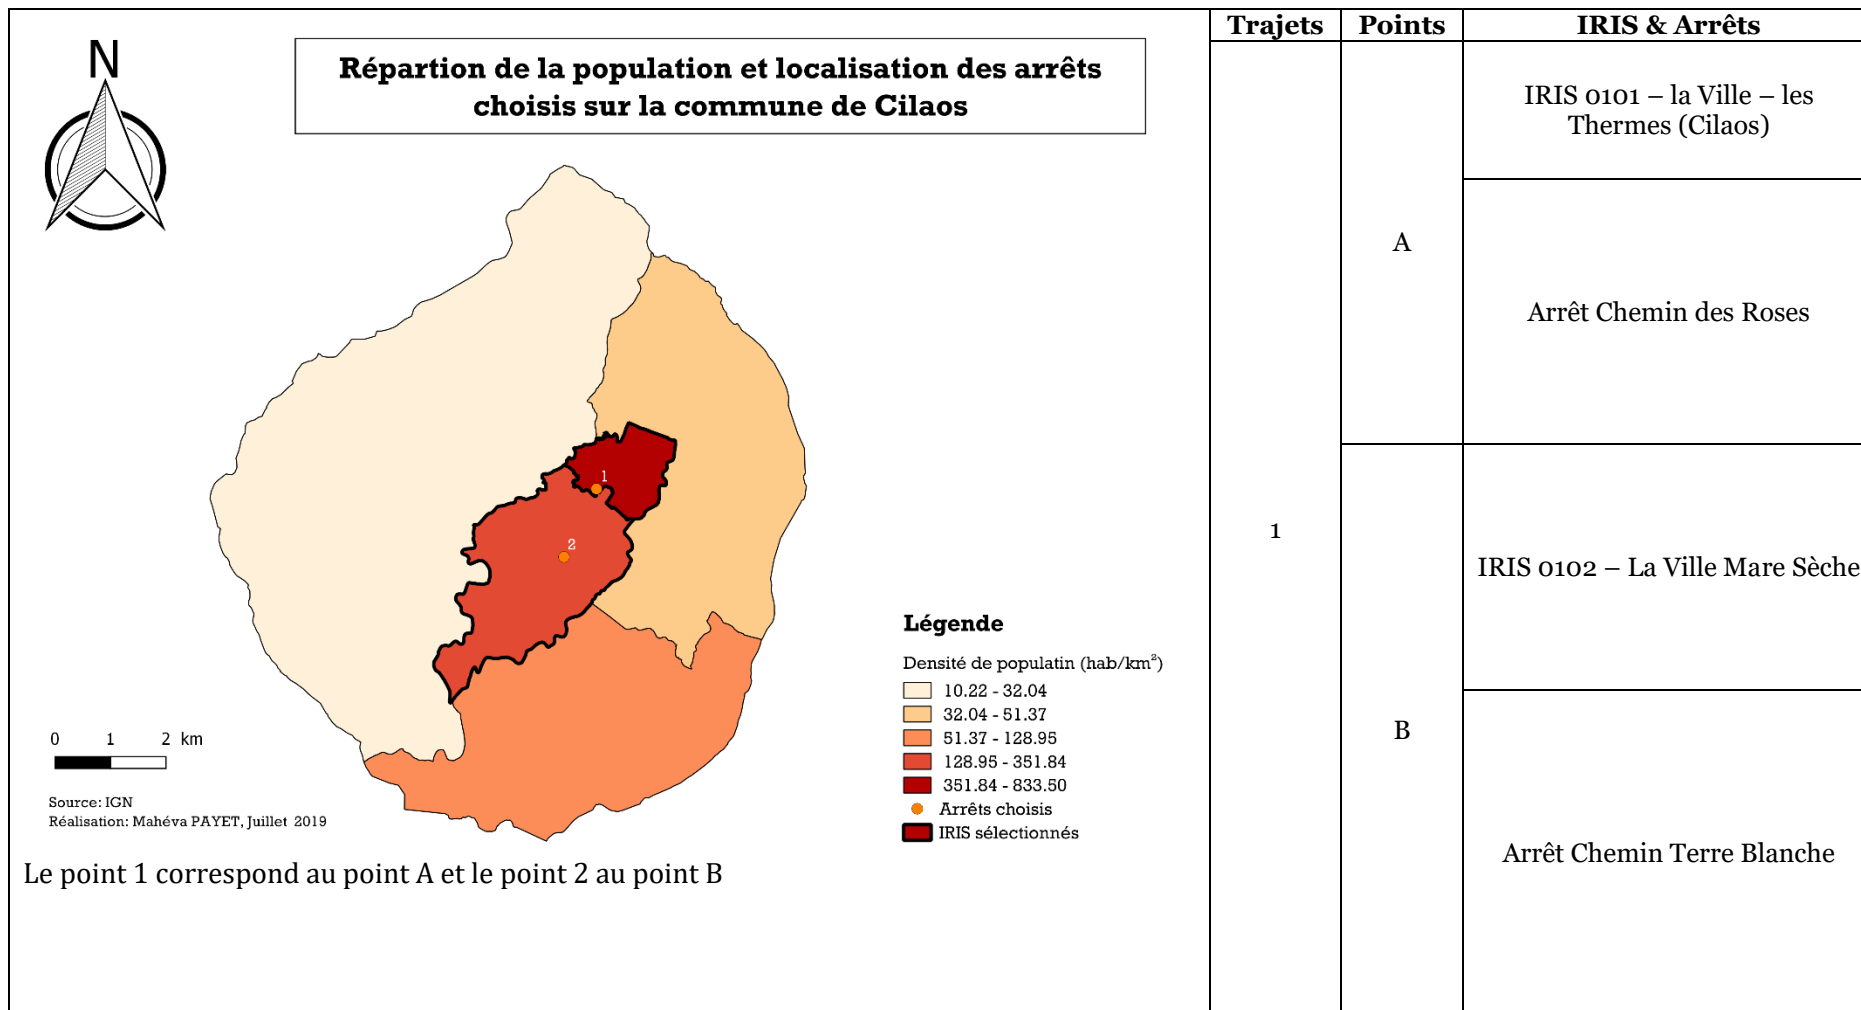 N
Répartion de la population et localisation des arrêts
choisis sur la commune de Cilaos
1
2
Légende
Densité de populatin (hab/km²)
10.22 - 32.04
32.04 - 51.37
51.37 - 128.95
128.95 - 351.84
351.84 - 833.50
Arrêts choisis
IRIS sélectionnés
0 1 2 km
Source: IGN
Réalisation: Mahéva PAYET, Juillet 2019
Le point 1 correspond au point A et le point 2 au point B
Trajets Points IRIS & Arrêts
1
A
IRIS 0101 – la Ville – les
Thermes (Cilaos)
Arrêt Chemin des Roses
B
IRIS 0102 – La Ville Mare Sèche
Arrêt Chemin Terre Blanche